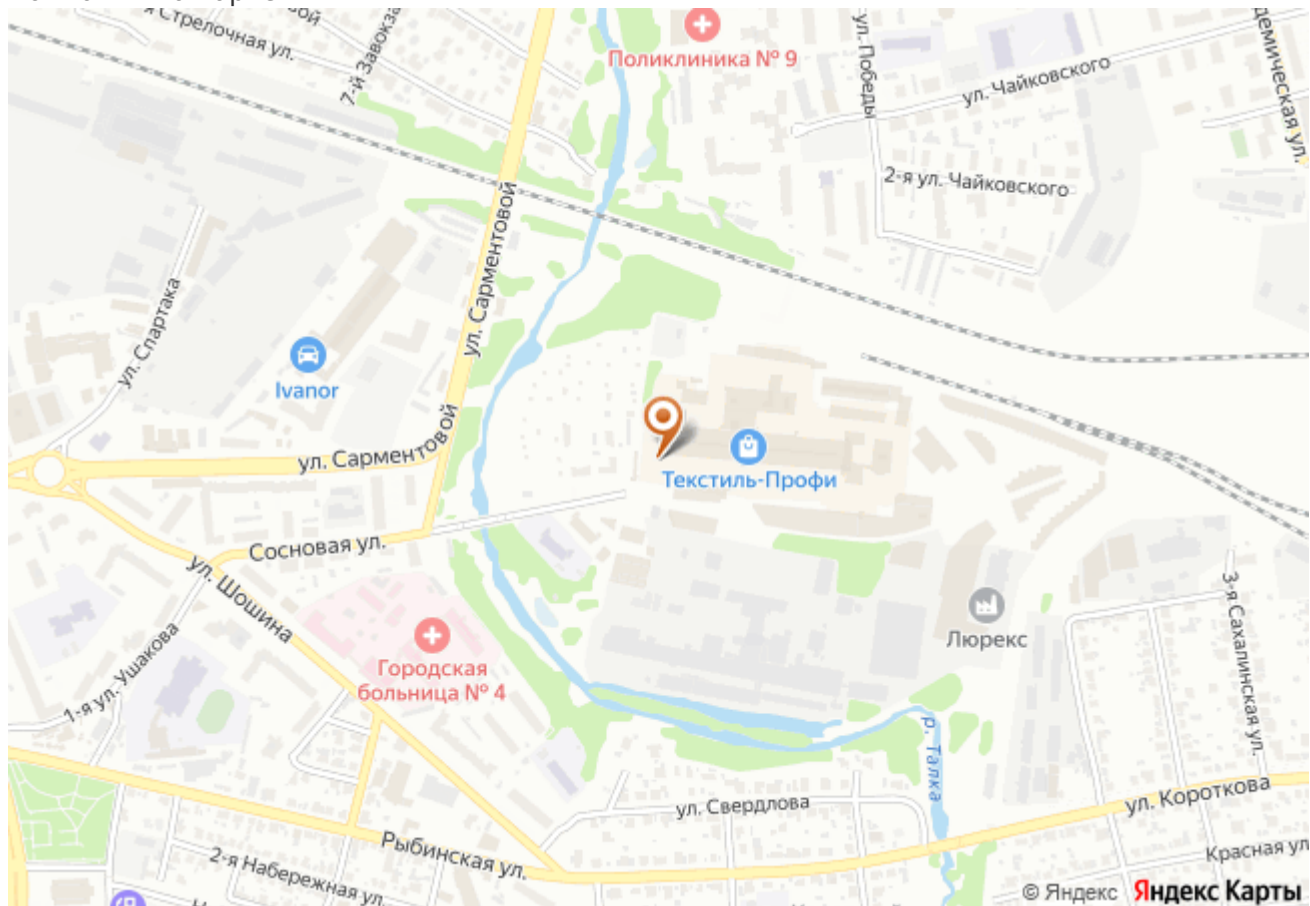 Стрелочная ул.
7-й Завокза
Поликлиника № 9
ул. Победы
ул. Чайковского
демическая ул.
2-я ул. Чайковского
ул. Сарментовой
ул. Спартака
Ivanor
ул. Сарментовой
Текстиль-Профи
Сосновая ул.
ул. Шошина
Люрекс
3-я Сахалинская ул.
1-я ул. Ушакова
Городская
больница № 4
р. Талка
ул. Свердлова
ул. Короткова
Рыбинская ул.
Красная ул
2-я Набережная ул.
© Яндекс Яндекс Карты